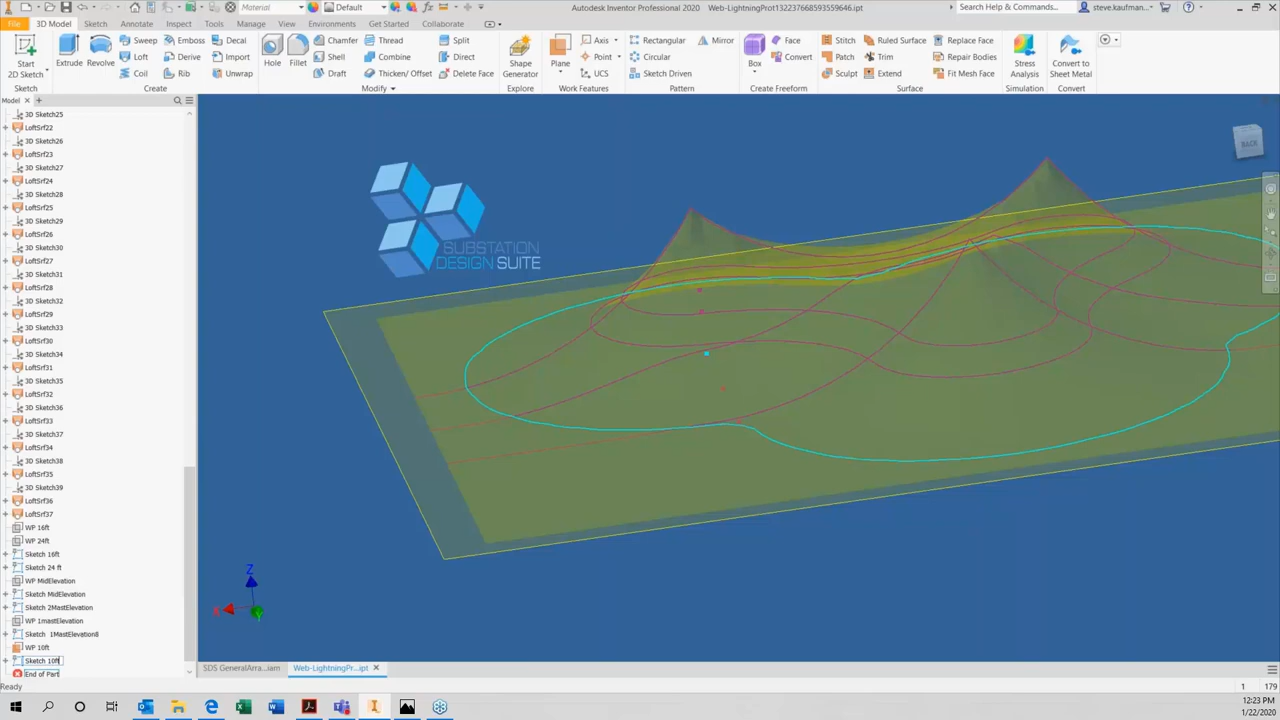 Material
Default
Autodesk Inventor Professional 2020 Web-LightningProt132237668593559646.ipt
Search Help & Commands...
steve.kaufman...
File 3D Model Sketch Annotate Inspect Tools Manage View Environments Get Started Collaborate
Start
2D Sketch
Extrude
Revolve
Sweep Emboss Decal
Loft Derive Import
Coil Rib Unwrap
Hole
Fillet
Chamfer Thread Split
Shell Combine Direct
Draft Thicken/ Offset Delete Face
Shape
Generator
Plane
Axis
Point
UCS
Rectangular Mirror
Circular
Sketch Driven
Box
Face
Convert
Stitch Ruled Surface Replace Face
Patch Trim Repair Bodies
Sculpt Extend Fit Mesh Face
Stress
Analysis
Convert to
Sheet Metal
Sketch Create Modify Explore Work Features Pattern Create Freeform Surface Simulation Convert
Model
3D Sketch25
LoftSrf22
3D Sketch26
LoftSrf23
3D Sketch27
LoftSrf24
3D Sketch28
LoftSrf25
3D Sketch29
LoftSrf26
3D Sketch30
LoftSrf27
3D Sketch31
LoftSrf28
3D Sketch32
LoftSrf29
3D Sketch33
LoftSrf30
3D Sketch34
LoftSrf31
3D Sketch35
LoftSrf32
3D Sketch36
LoftSrf33
3D Sketch37
LoftSrf34
3D Sketch38
LoftSrf35
3D Sketch39
LoftSrf36
LoftSrf37
WP 16ft
WP 24ft
Sketch 16ft
Sketch 24 ft
WP MidElevation
Sketch MidElevation
Sketch 2MastElevation
WP 1mastElevation
Sketch 1MastElevation8
WP 10ft
Sketch 10ft
End of Part
SUBSTATION
DESIGN SUITE
BACK
Z
X
SDS GeneralArra...iam Web-LightningPr...ipt
Ready
1 179
12:23 PM
1/22/2020